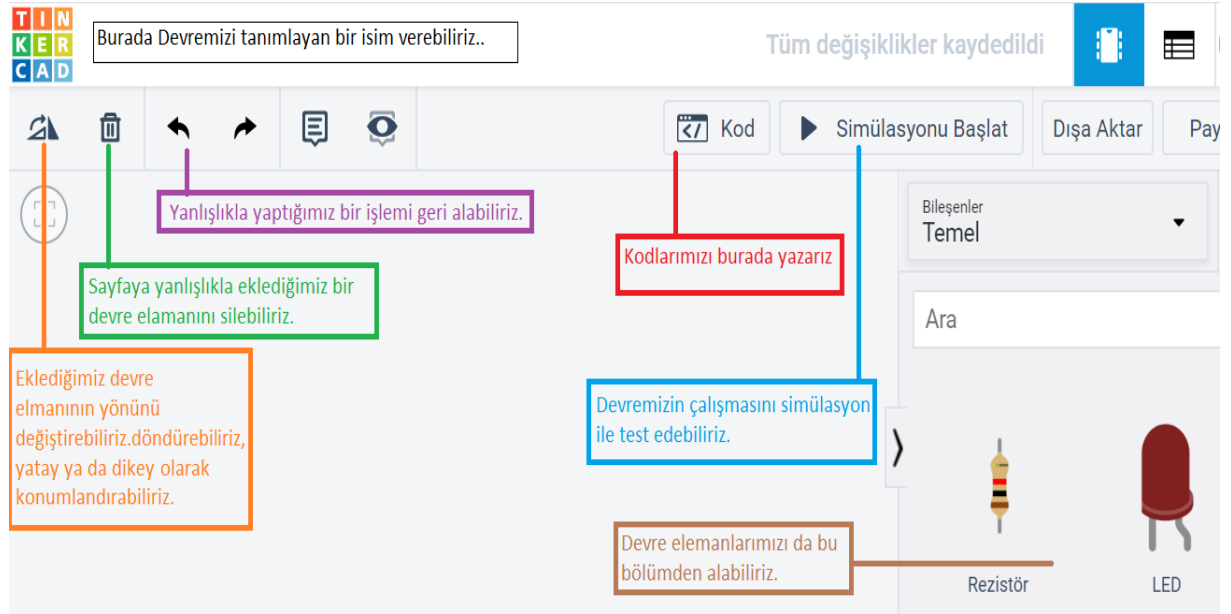 TIN
KER
CAD
Burada Devremizi tanımlayan bir isim verebiliriz..
Tüm değişiklikler kaydedildi
Kod
Simülasyonu Başlat
Dışa Aktar
Pay
Yanlışlıkla yaptığımız bir işlemi geri alabiliriz.
Bileşenler
Temel
Kodlarımızı burada yazarız
Sayfaya yanlışlıkla eklediğimiz bir
devre elamanını silebiliriz.
Ara
Eklediğimiz devre
elmanının yönünü
değiştirebiliriz.döndürebiliriz,
yatay ya da dikey olarak
konumlandırabiliriz.
Devremizin çalışmasını simülasyon
ile test edebiliriz.
Devre elemanlarımızı da bu
bölümden alabiliriz.
Rezistör
LED